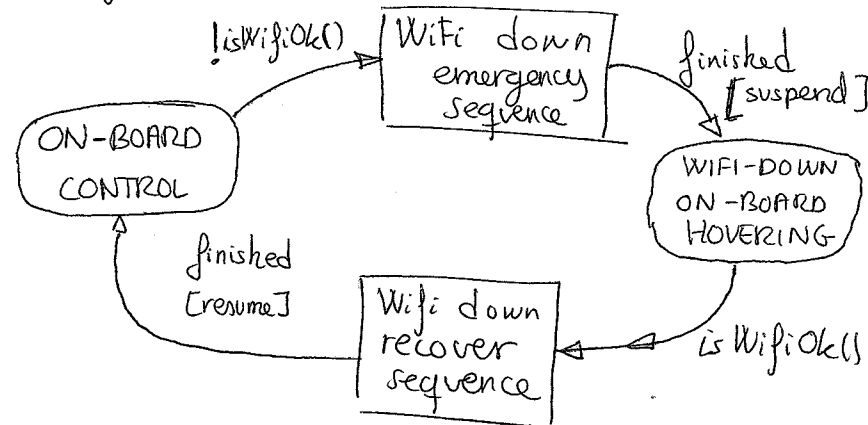 !isWifiOk()
WiFi down
emergency
sequence
finished
[suspend]
ON-BOARD
CONTROL
WIFI-DOWN
ON-BOARD
HOVERING
finished
[resume]
Wifi down
recover
sequence
isWifiOk()